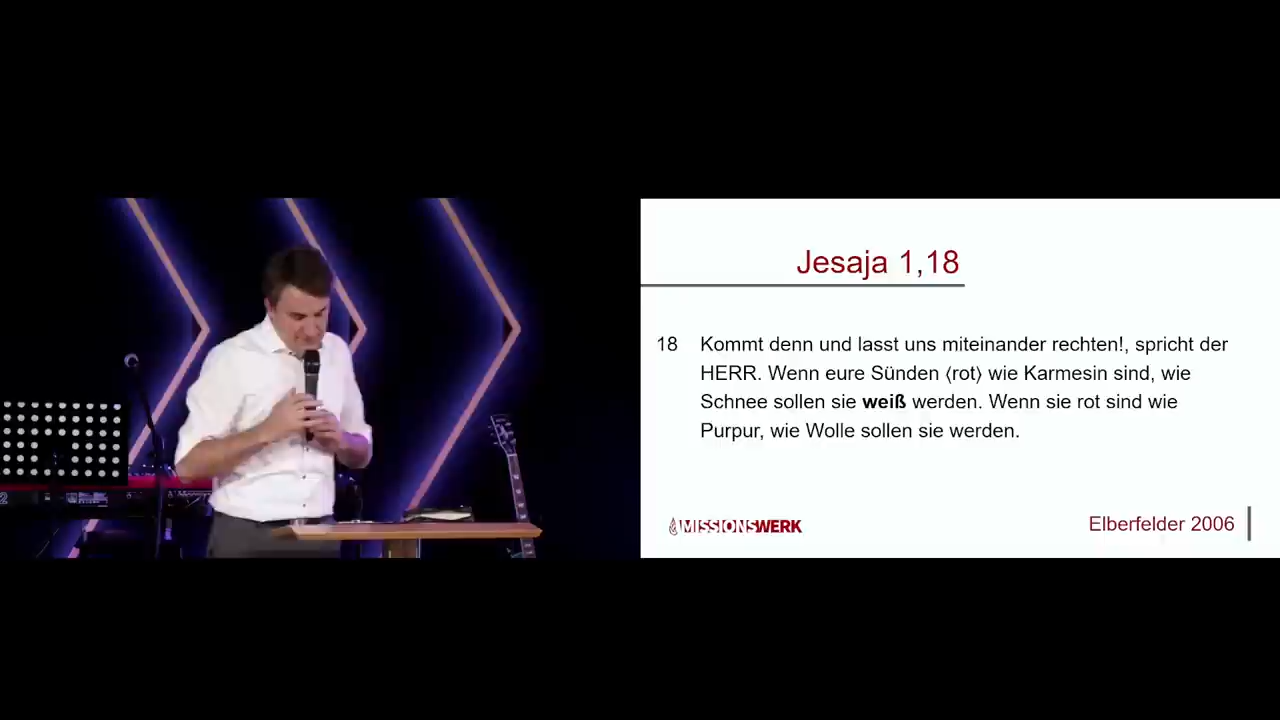 Jesaja 1,18
18 Kommt denn und lasst uns miteinander rechten!, spricht der
HERR. Wenn eure Sünden ⟨rot⟩ wie Karmesin sind, wie
Schnee sollen sie weiß werden. Wenn sie rot sind wie
Purpur, wie Wolle sollen sie werden.
MISSIONSWERK
Elberfelder 2006